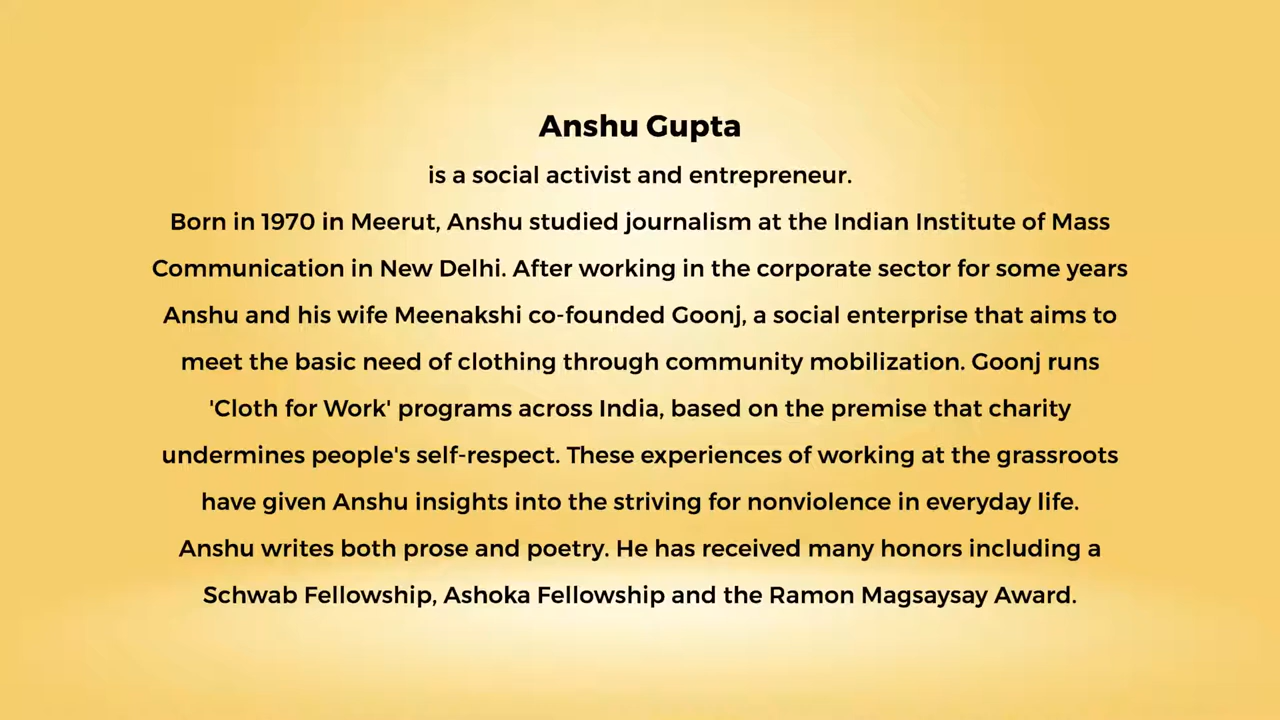 Anshu Gupta
is a social activist and entrepreneur.
Born in 1970 in Meerut, Anshu studied journalism at the Indian Institute of Mass
Communication in New Delhi. After working in the corporate sector for some years
Anshu and his wife Meenakshi co-founded Goonj, a social enterprise that aims to
meet the basic need of clothing through community mobilization. Goonj runs
'Cloth for Work' programs across India, based on the premise that charity
undermines people's self-respect. These experiences of working at the grassroots
have given Anshu insights into the striving for nonviolence in everyday life.
Anshu writes both prose and poetry. He has received many honors including a
Schwab Fellowship, Ashoka Fellowship and the Ramon Magsaysay Award.